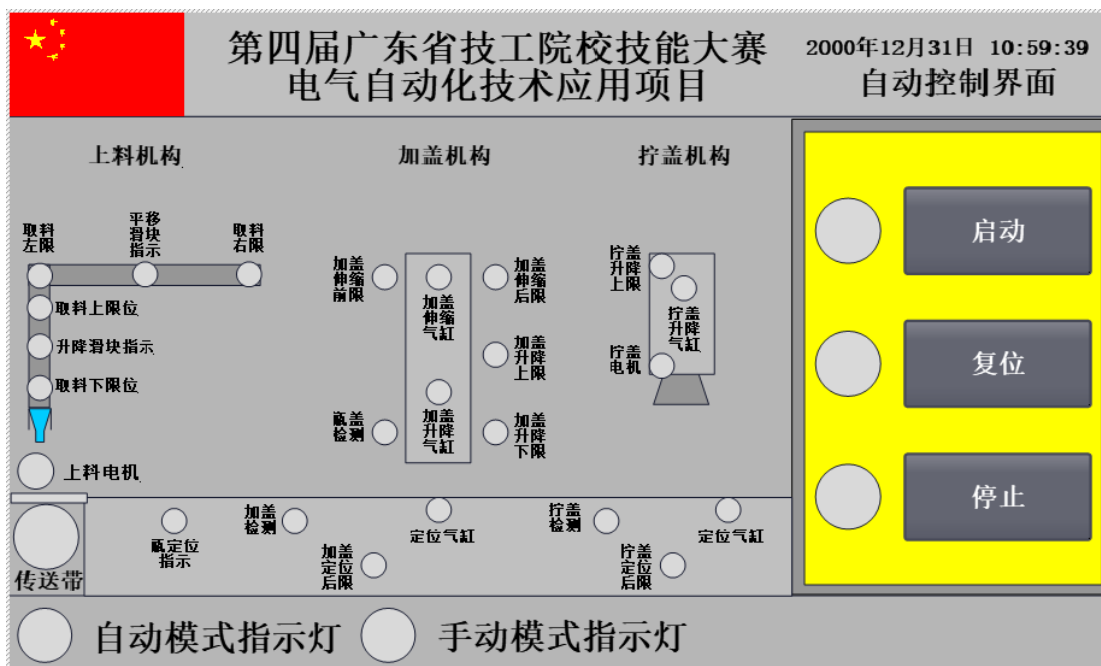 第四届广东省技工院校技能大赛
电气自动化技术应用项目
2000年12月31日 10:59:39
自动控制界面
上料机构
加盖机构
拧盖机构
取料
左限
平移
滑块
指示
取料
右限
取料上限位
升降滑块指示
取料下限位
上料电机
加盖
伸缩
前限
加盖
伸缩
气缸
加盖
伸缩
后限
加盖
升降
上限
瓶盖
检测
加盖
升降
气缸
加盖
升降
下限
拧盖
升降
上限
拧盖
升降
气缸
拧盖
电机
启动
复位
停止
传送带
瓶定位
指示
加盖
检测
加盖
定位
后限
定位气缸
拧盖
检测
拧盖
定位
后限
定位气缸
自动模式指示灯
手动模式指示灯